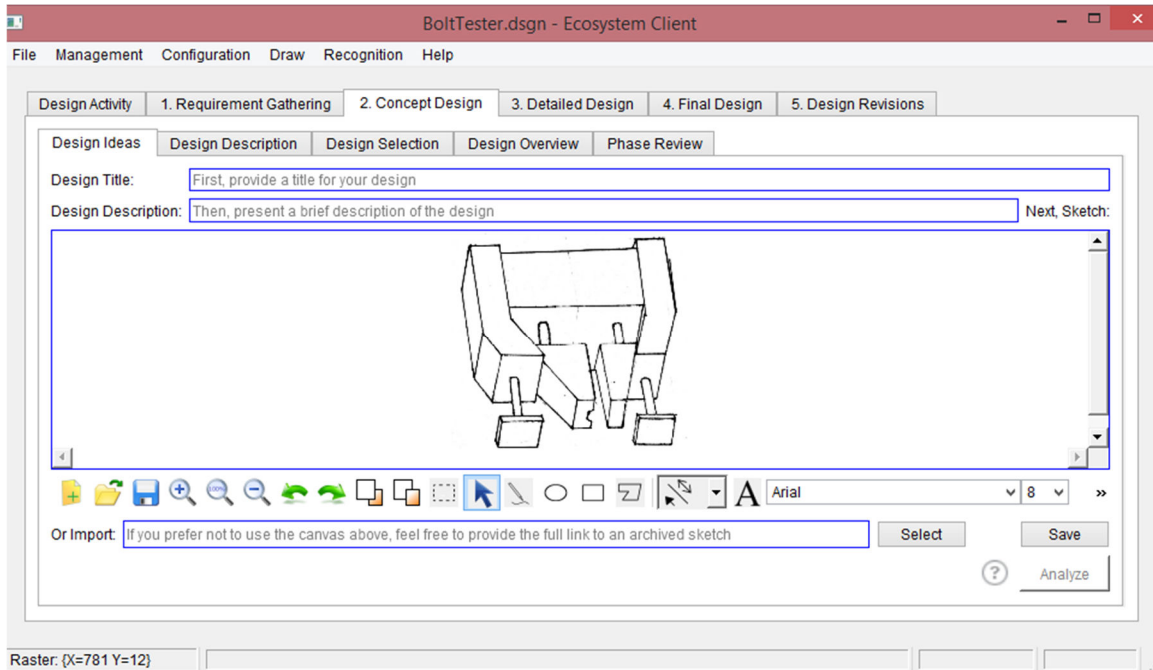 BoltTester.dsgn - Ecosystem Client
File Management Configuration Draw Recognition Help
Design Activity 1. Requirement Gathering 2. Concept Design 3. Detailed Design 4. Final Design 5. Design Revisions
Design Ideas Design Description Design Selection Design Overview Phase Review
Design Title: First, provide a title for your design
Design Description: Then, present a brief description of the design Next, Sketch:
100% A Arial 8 »
Or Import: If you prefer not to use the canvas above, feel free to provide the full link to an archived sketch Select Save
? Analyze
Raster: {X=781 Y=12}